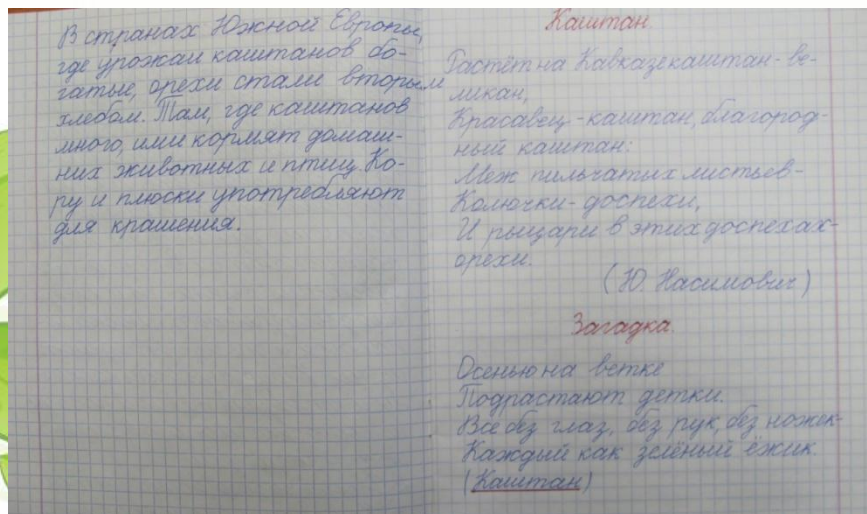 В странах Южной Европы,
где урожаи каштанов бо-
гатые, орехи стали вторым
хлебом. Там, где каштанов
много, ими кормят домаш-
них животных и птиц. Ко-
ру и плюски употребляют
для крашения.
Каштан.
Растёт на Кавказе каштан-ве-
ликан,
Красавец-каштан, благород-
ный каштан:
Меж пильчатых листьев-
Колючки-доспехи,
И рыцари в этих доспехах-
орехи.
(Ю. Насимович)
Загадка.
Осенью на ветке
Подрастают детки.
Все без глаз, без рук, без ножек-
Каждый как зелёный ёжик.
(Каштан)